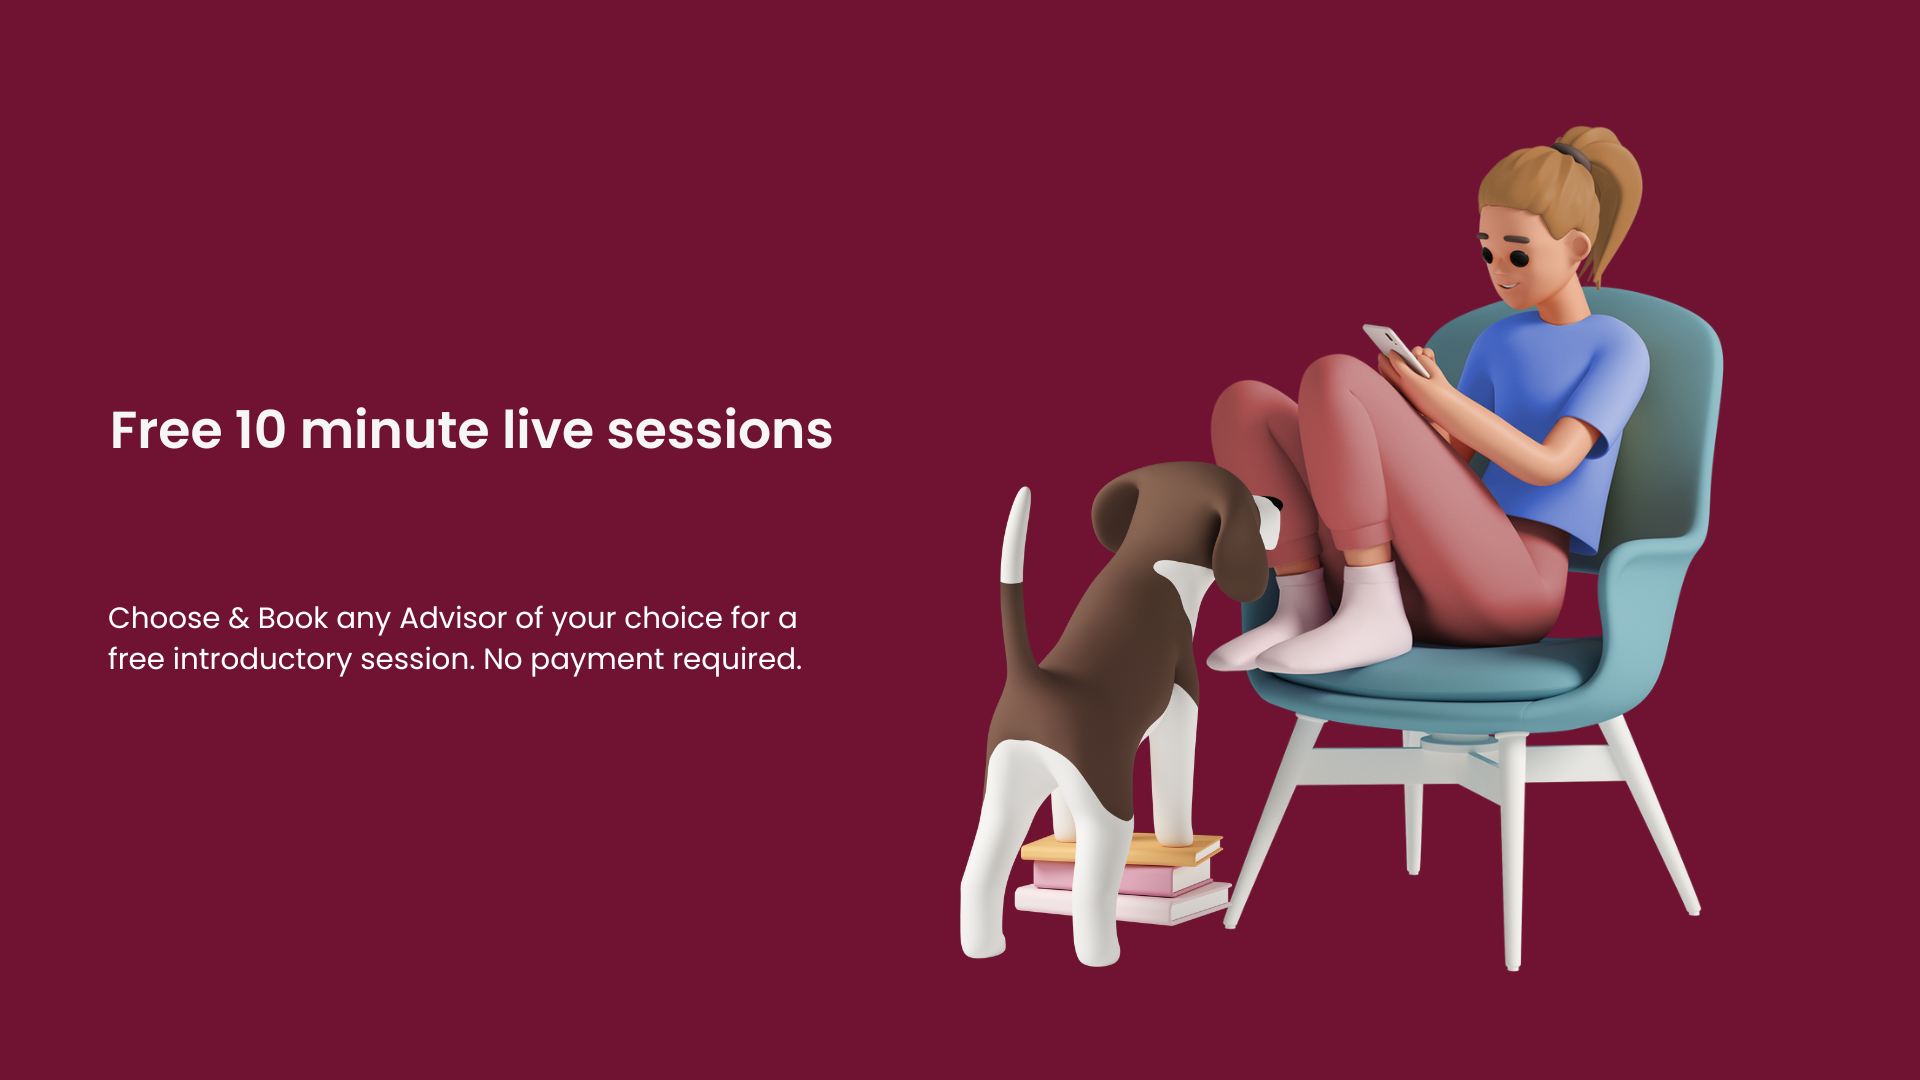 Free 10 minute live sessions
Choose & Book any Advisor of your choice for a
free introductory session. No payment required.